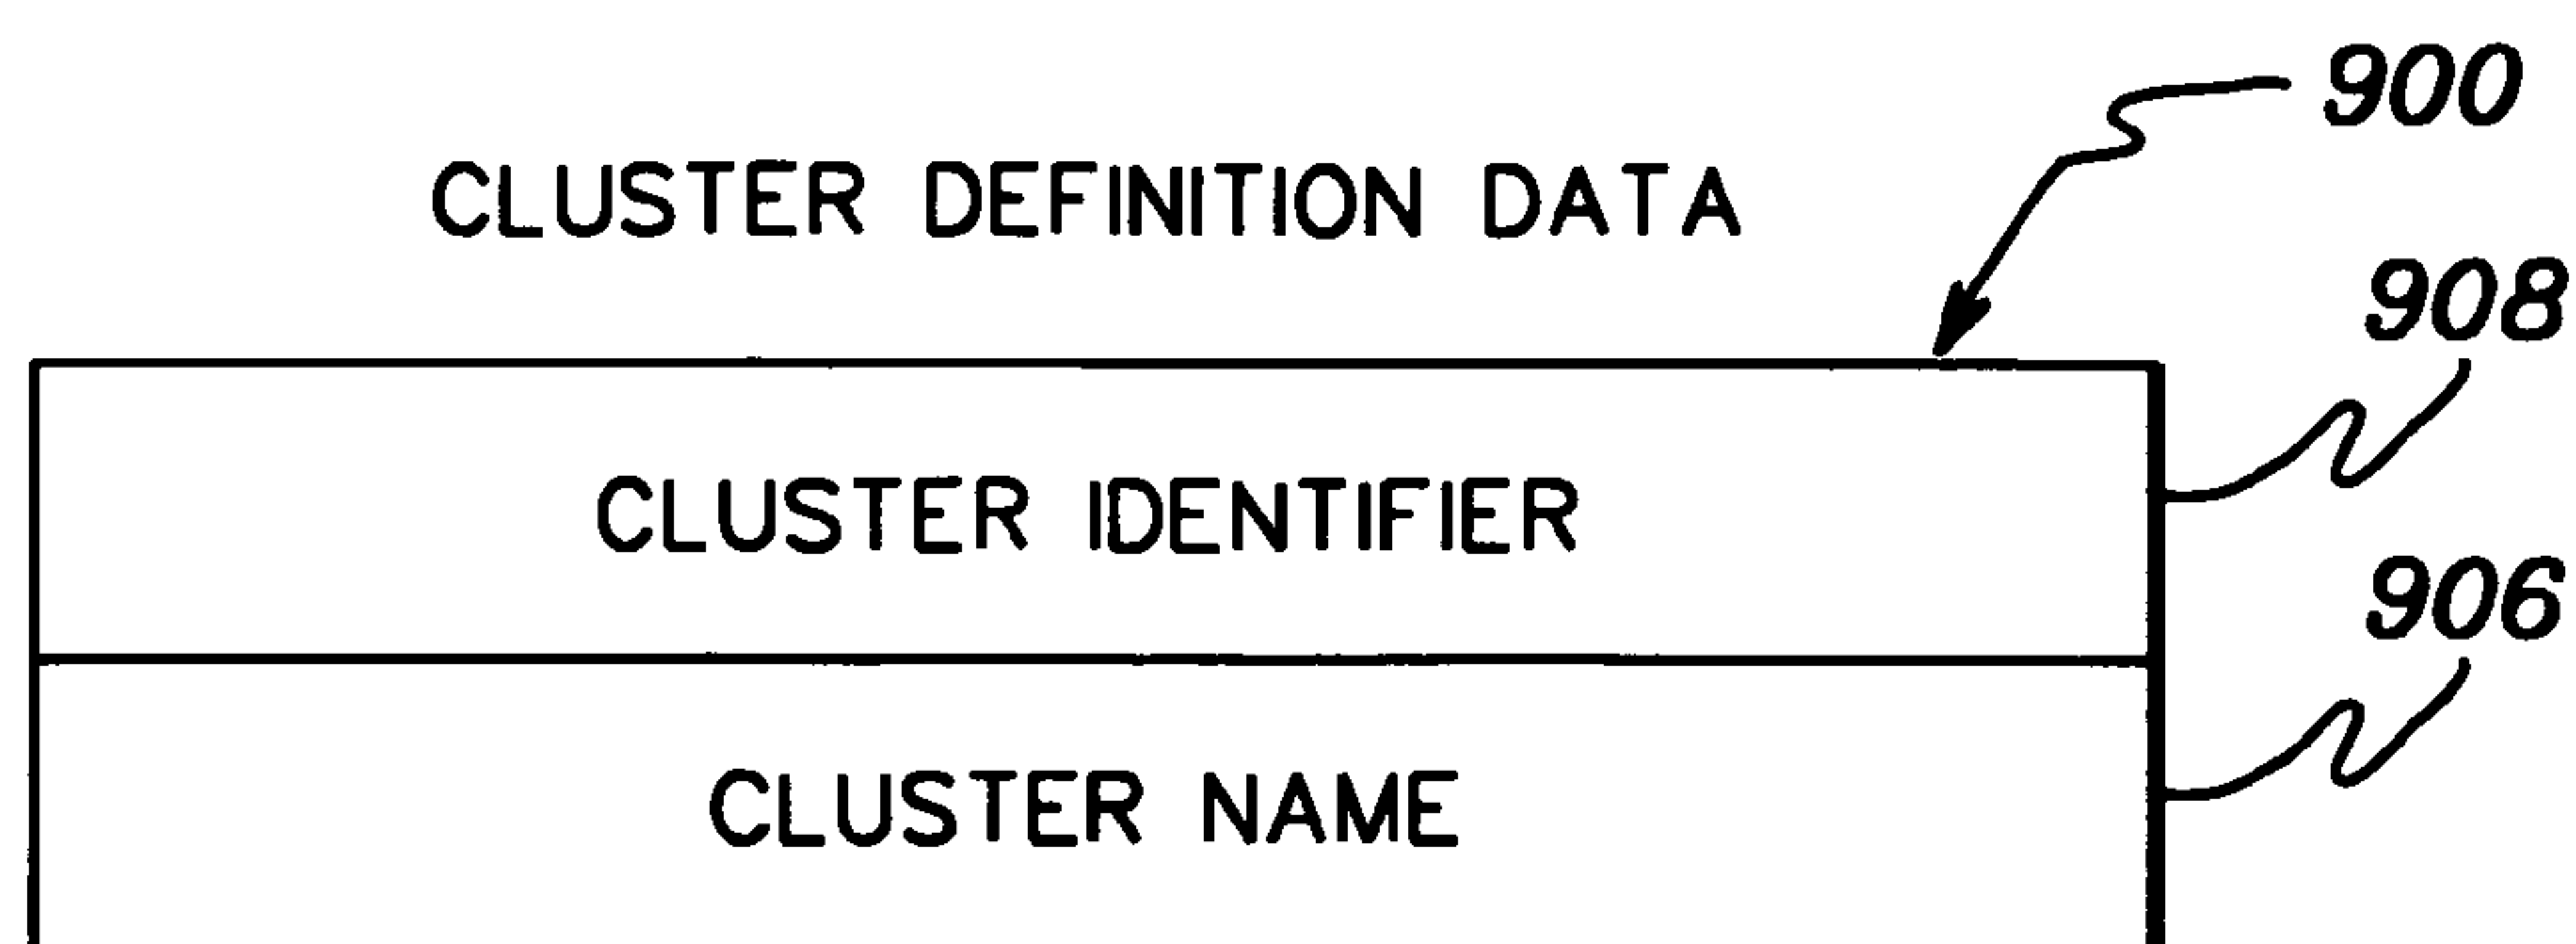 900
CLUSTER DEFINITION DATA
908
CLUSTER IDENTIFIER
906
CLUSTER NAME